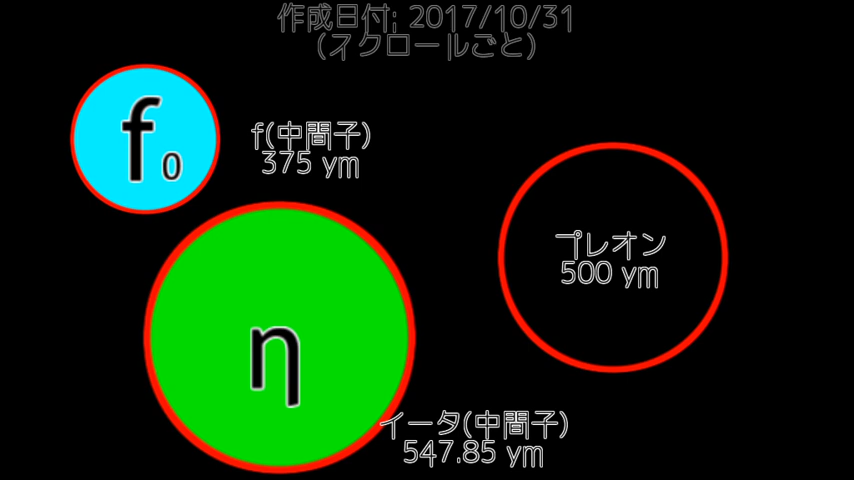 作成日付; 2017/10/31
(スクロールごと)
f₀
f(中間子)
375 ym
プレオン
500 ym
η
イータ(中間子)
547.85 ym